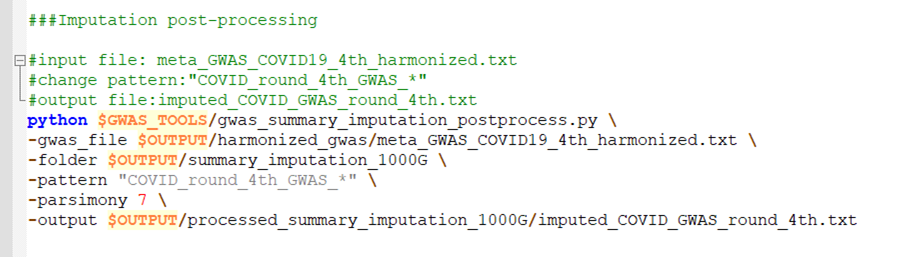 ###Imputation post-processing
#input file: meta_GWAS_COVID19_4th_harmonized.txt
#change pattern:"COVID_round_4th_GWAS_*"
#output file:imputed_COVID_GWAS_round_4th.txt
python $GWAS_TOOLS/gwas_summary_imputation_postprocess.py \
-gwas_file $OUTPUT/harmonized_gwas/meta_GWAS_COVID19_4th_harmonized.txt \
-folder $OUTPUT/summary_imputation_1000G \
-pattern "COVID_round_4th_GWAS_*" \
-parsimony 7 \
-output $OUTPUT/processed_summary_imputation_1000G/imputed_COVID_GWAS_round_4th.txt